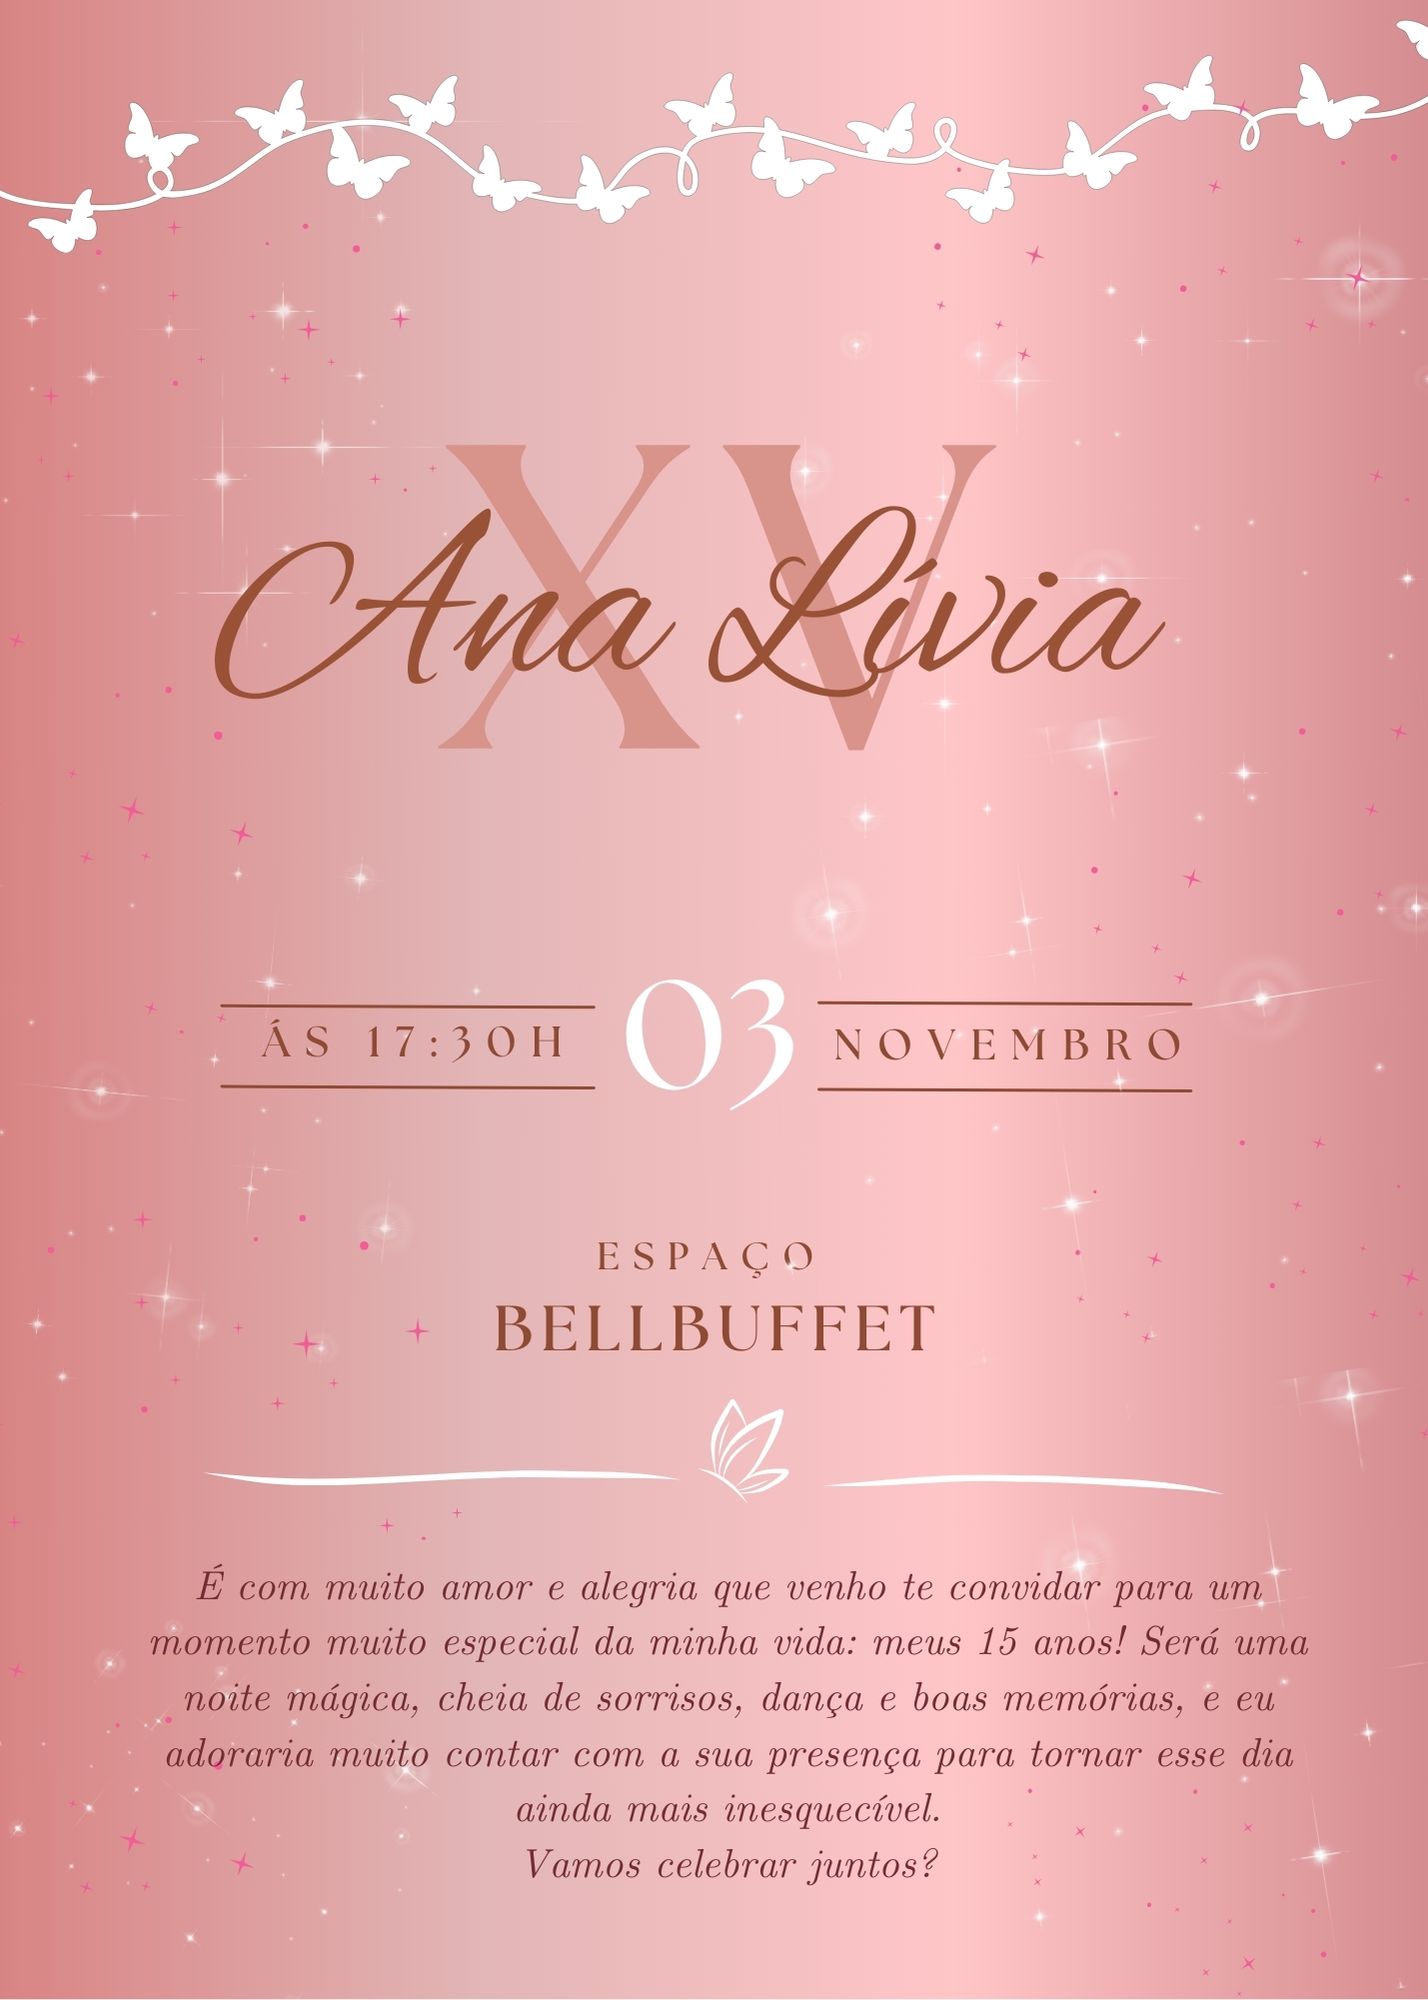 XV
Ana Lívia
ÁS 17:30H
03
NOVEMBRO
ESPAÇO
BELLBUFFET
É com muito amor e alegria que venho te convidar para um
momento muito especial da minha vida: meus 15 anos! Será uma
noite mágica, cheia de sorrisos, dança e boas memórias, e eu
adoraria muito contar com a sua presença para tornar esse dia
ainda mais inesquecível.
Vamos celebrar juntos?